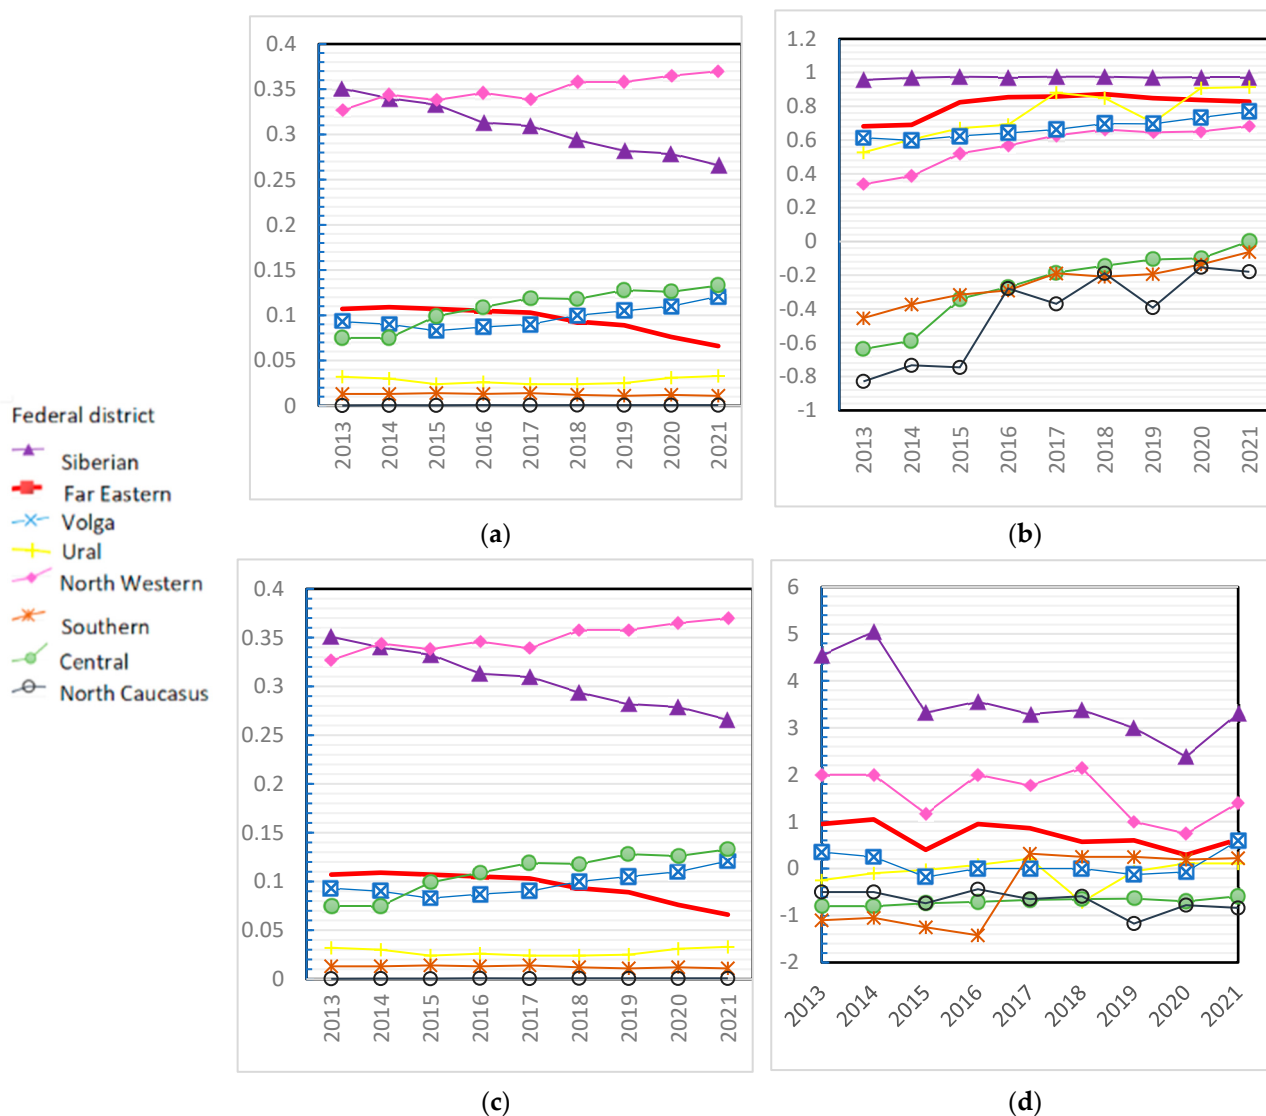 0.4
0.35
0.3
0.25
0.2
0.15
0.1
0.05
0
2013 2014 2015 2016 2017 2018 2019 2020 2021
(a)
1.2
1
0.8
0.6
0.4
0.2
0
-0.2
-0.4
-0.6
-0.8
-1
2013 2014 2015 2016 2017 2018 2019 2020 2021
(b)
Federal district
Siberian
Far Eastern
Volga
Ural
North Western
Southern
Central
North Caucasus
0.4
0.35
0.3
0.25
0.2
0.15
0.1
0.05
0
2013 2014 2015 2016 2017 2018 2019 2020 2021
(c)
6
5
4
3
2
1
0
-1
-2
2013 2014 2015 2016 2017 2018 2019 2020 2021
(d)